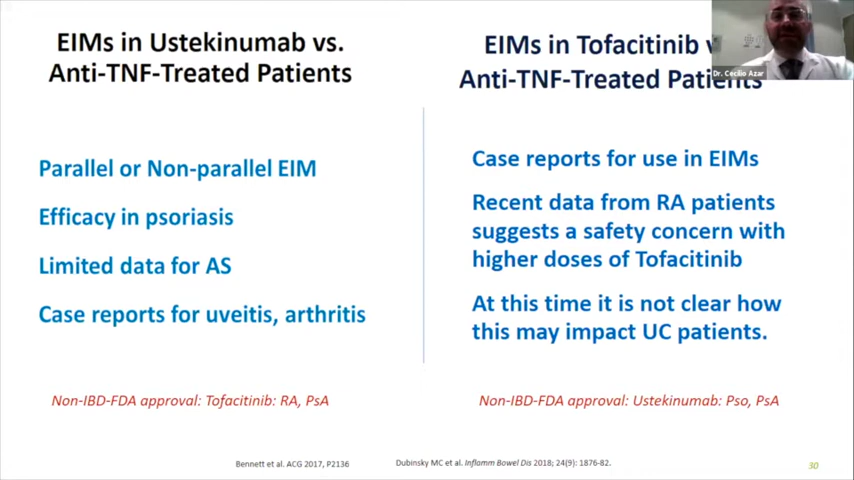 EIMs in Ustekinumab vs.
Anti-TNF-Treated Patients
Parallel or Non-parallel EIM
Efficacy in psoriasis
Limited data for AS
Case reports for uveitis, arthritis
Non-IBD-FDA approval: Tofacitinib: RA, PsA
EIMs in Tofacitinib v
Anti-TNF-Treated Patients
Dr. Cecilio Azar
Case reports for use in EIMs
Recent data from RA patients
suggests a safety concern with
higher doses of Tofacitinib
At this time it is not clear how
this may impact UC patients.
Non-IBD-FDA approval: Ustekinumab: Pso, PsA
Bennett et al. ACG 2017, P2136
Dubinsky MC et al. Inflamm Bowel Dis 2018; 24(9): 1876-82.
30